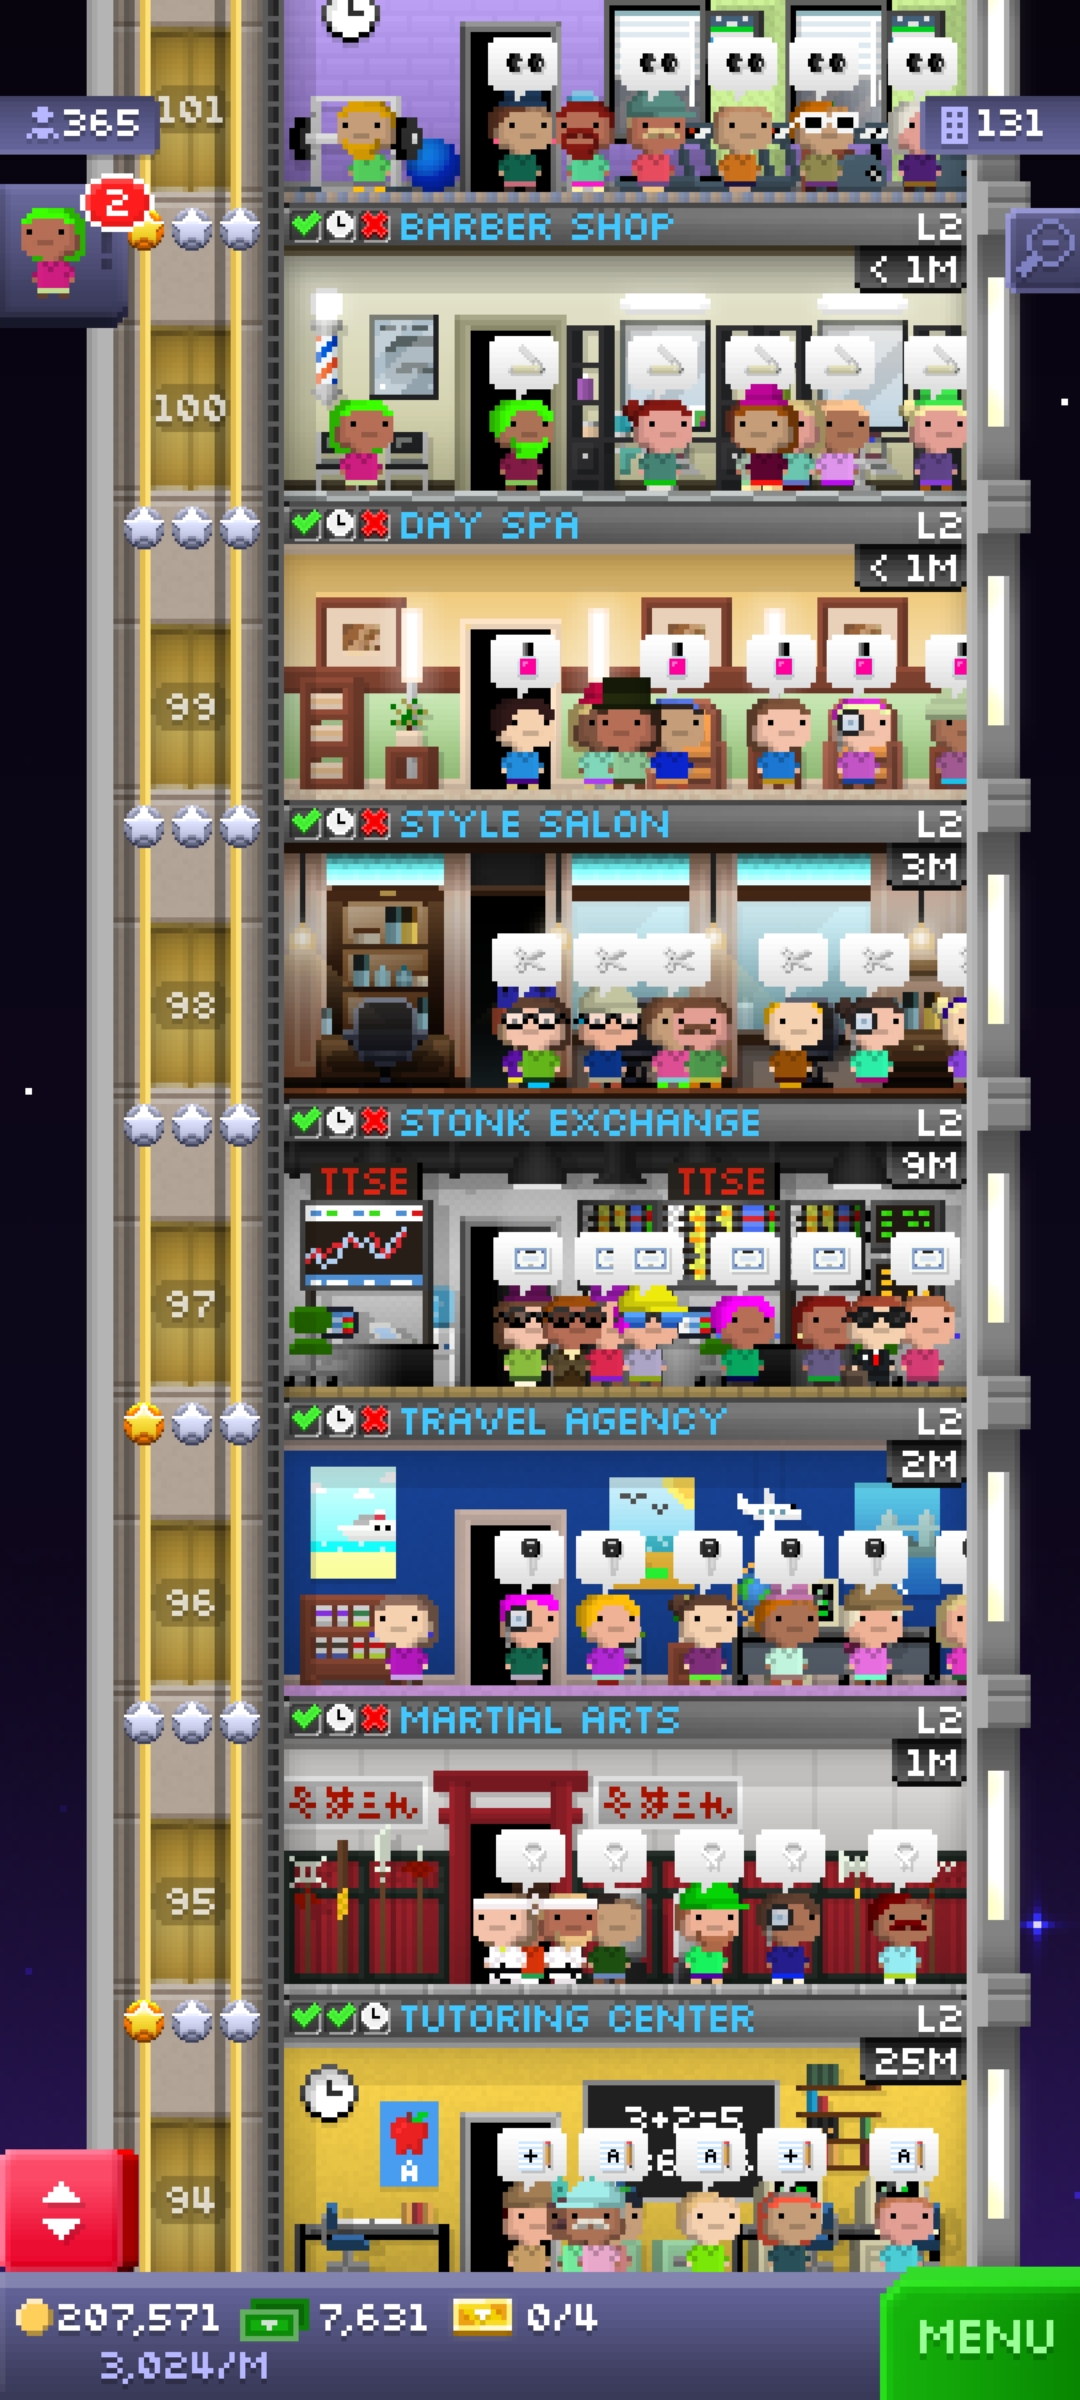 101
365
131
2
BARBER SHOP L2
< 1M
100
DAY SPA L2
< 1M
99
STYLE SALON L2
3M
98
STONK EXCHANGE L2
9M
TTSE TTSE
97
TRAVEL AGENCY L2
2M
96
MARTIAL ARTS L2
1M
95
TUTORING CENTER L2
25M
3+2=5
A
+ A A + A
94
207,571 7,631 0/4
3,024/M
MENU